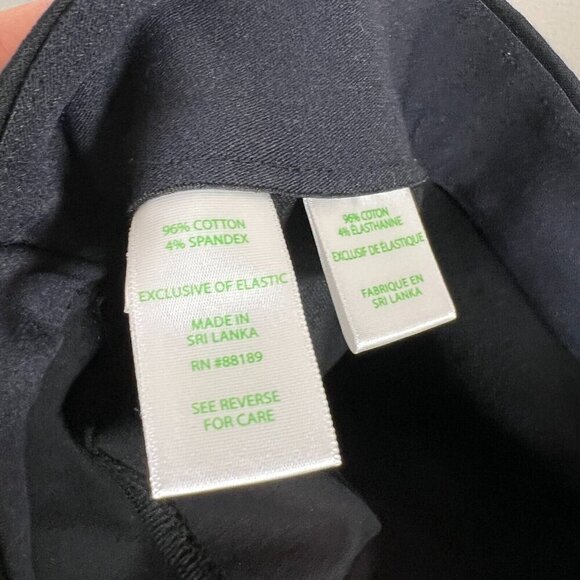 96% COTTON
4% SPANDEX
EXCLUSIVE OF ELASTIC
MADE IN
SRI LANKA
RN #88189
SEE REVERSE
FOR CARE
96% COTON
4% ÉLASTHANNE
EXCLUSIF DE ÉLASTIQUE
FABRIQUE EN
SRI LANKA